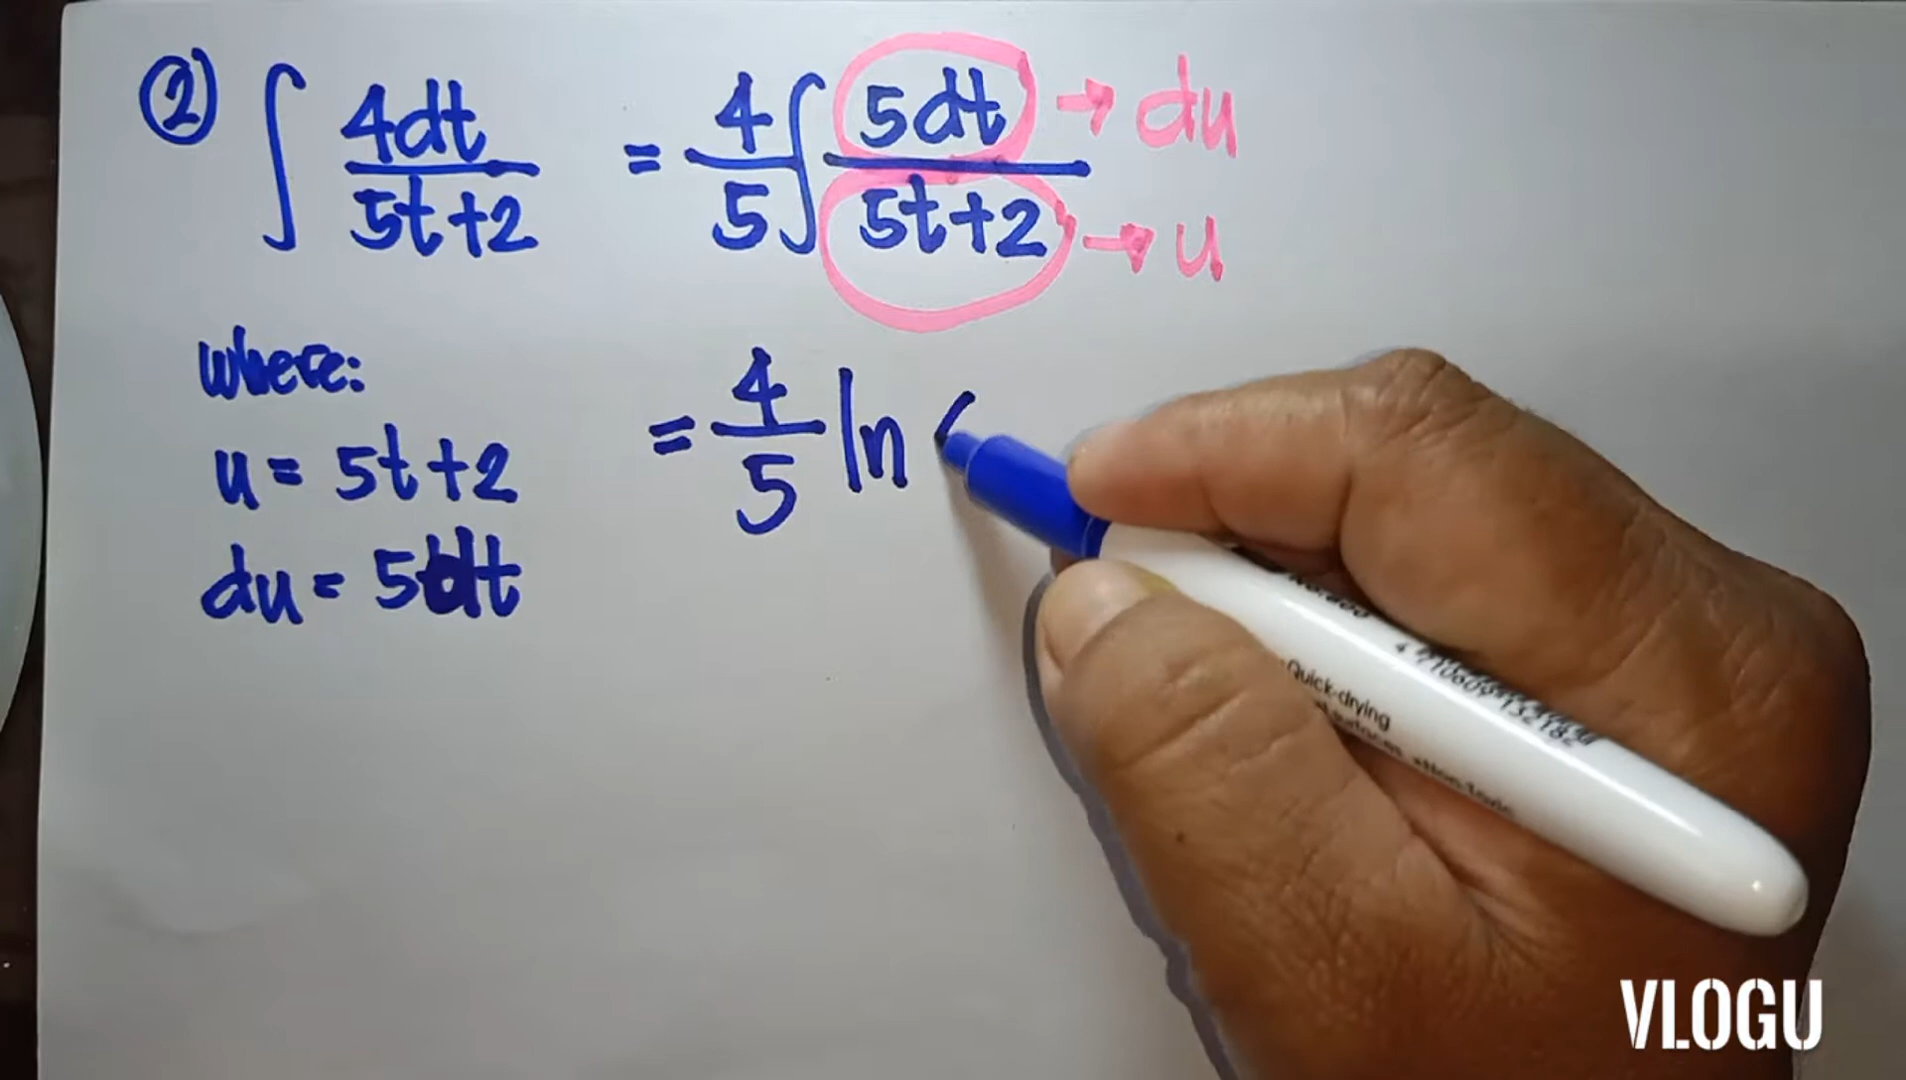 ② ∫ 4dt / 5t+2 = 4/5 ∫ 5dt / 5t+2 → du → u
where:
u = 5t+2
du = 5dt
= 4/5 ln (
Quick-drying
VLOGU